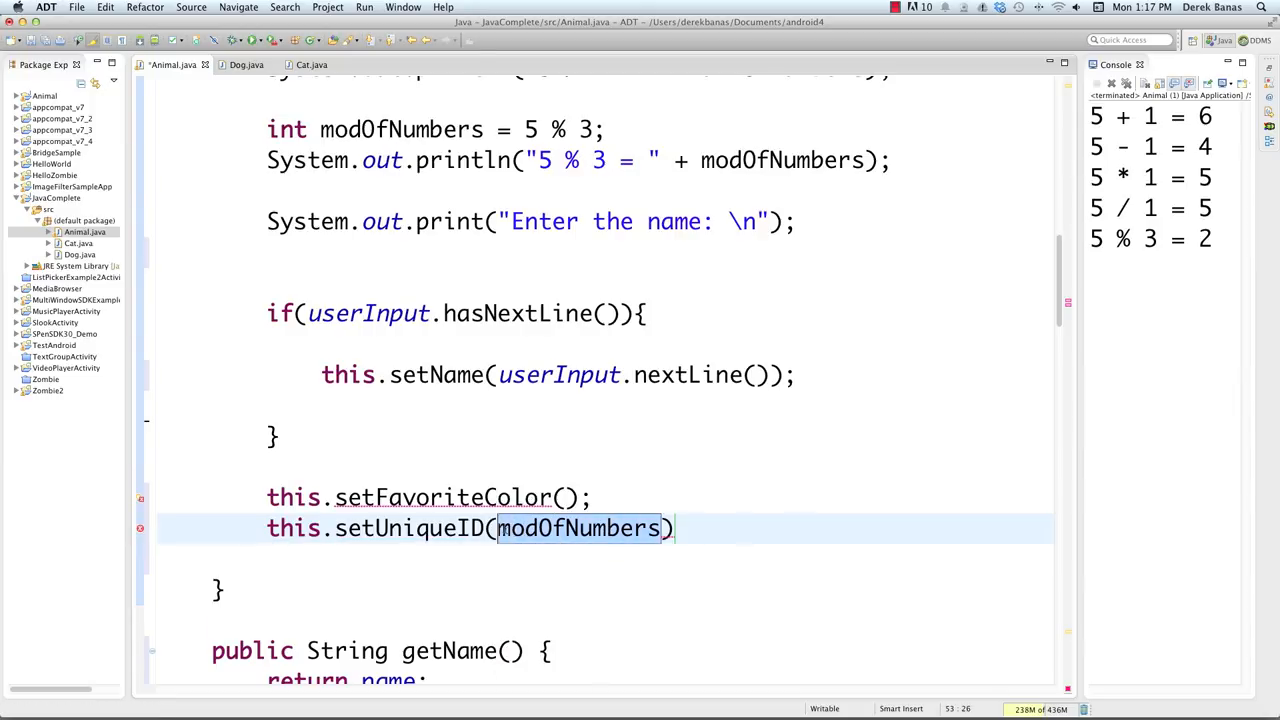 ADT File Edit Refactor Source Navigate Search Project Run Window Help
10 Mon 1:17 PM Derek Banas
Java – JavaComplete/src/Animal.java – ADT – /Users/derekbanas/Documents/android4
Quick Access Java DDMS
Package Exp
*Animal.java Dog.java Cat.java
Console
<terminated> Animal (1) [Java Application] /S
Animal
appcompat_v7
appcompat_v7_2
appcompat_v7_3
appcompat_v7_4
BridgeSample
HelloWorld
HelloZombie
ImageFilterSampleApp
JavaComplete
src
(default package)
Animal.java
Cat.java
Dog.java
JRE System Library [Ja
ListPickerExample2Activi
MediaBrowser
MultiWindowSDKExample
MusicPlayerActivity
SlookActivity
SPenSDK30_Demo
TestAndroid
TextGroupActivity
VideoPlayerActivity
Zombie
Zombie2
int modOfNumbers = 5 % 3;
System.out.println("5 % 3 = " + modOfNumbers);
System.out.print("Enter the name: \n");
if(userInput.hasNextLine()){
this.setName(userInput.nextLine());
}
this.setFavoriteColor();
this.setUniqueID(modOfNumbers)
}
public String getName() {
return name;
5 + 1 = 6
5 - 1 = 4
5 * 1 = 5
5 / 1 = 5
5 % 3 = 2
Writable Smart Insert 53 : 26 238M of 436M